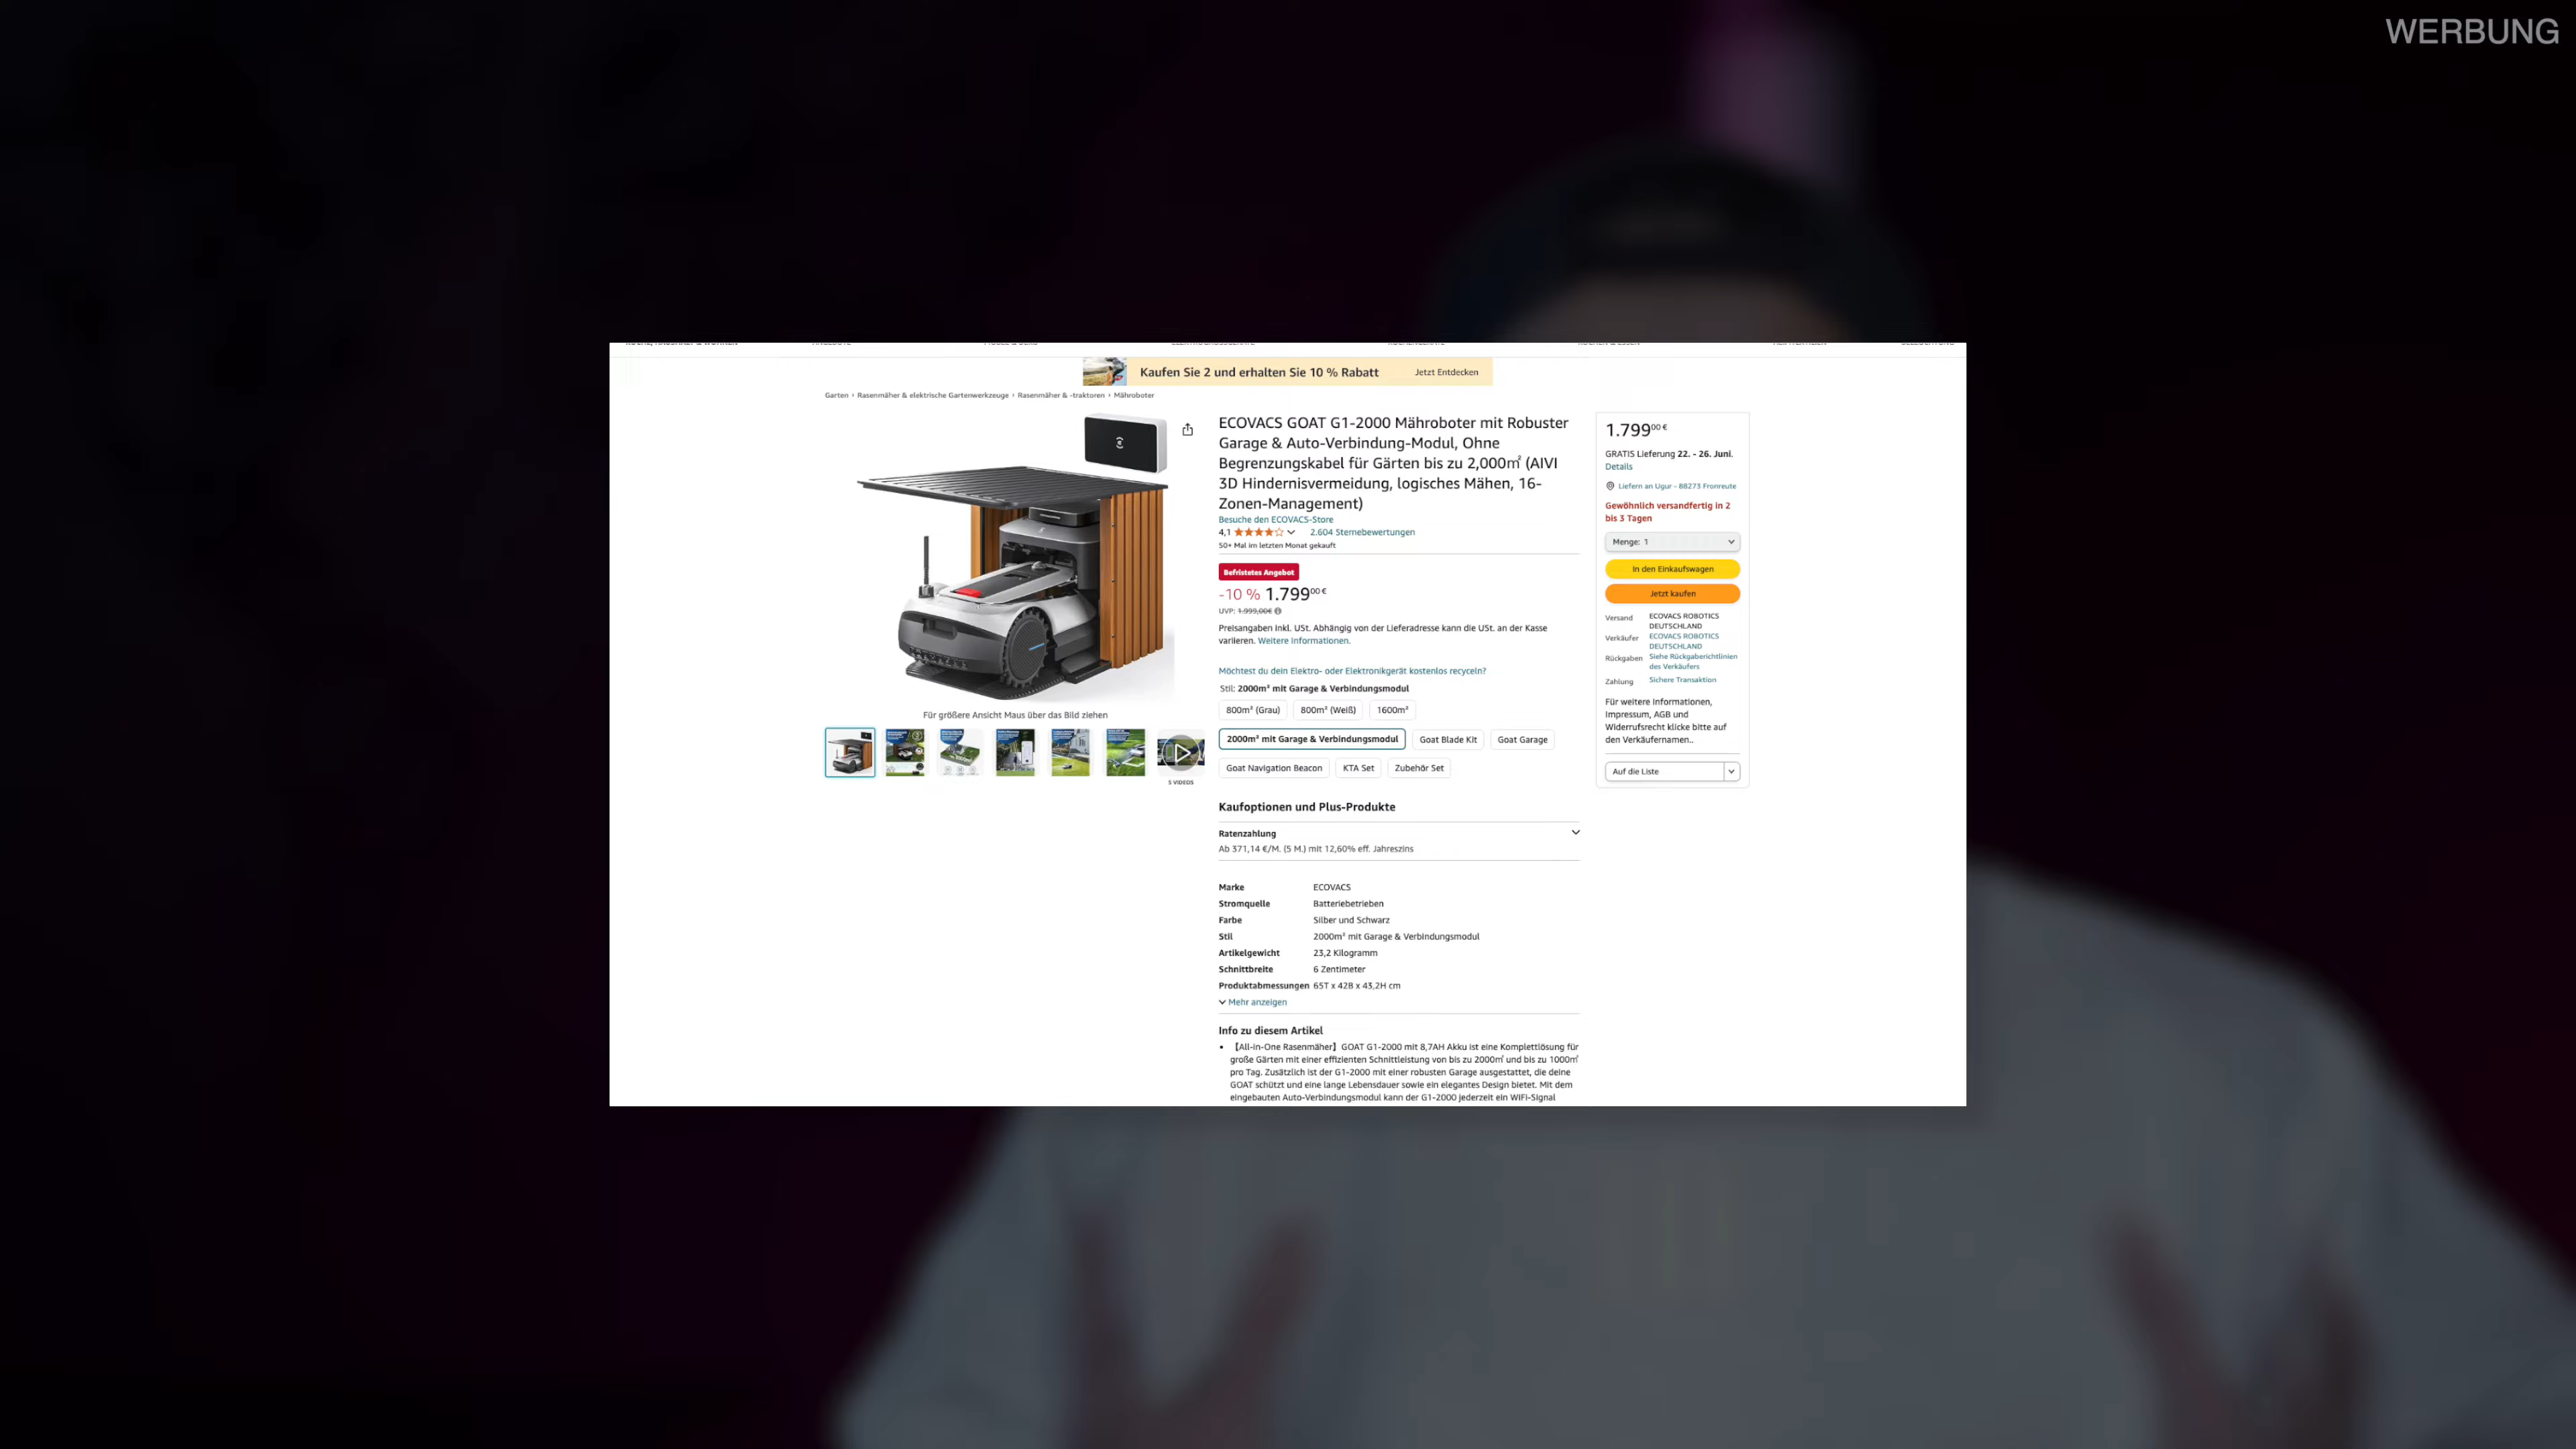 WERBUNG
Kaufen Sie 2 und erhalten Sie 10 % Rabatt
Jetzt Entdecken
Garten › Rasenmäher & elektrische Gartenwerkzeuge › Rasenmäher & -traktoren › Mähroboter
Für größere Ansicht Maus über das Bild ziehen
5 VIDEOS
ECOVACS GOAT G1-2000 Mähroboter mit Robuster
Garage & Auto-Verbindung-Modul, Ohne
Begrenzungskabel für Gärten bis zu 2,000㎡ (AIVI
3D Hindernisvermeidung, logisches Mähen, 16-
Zonen-Management)
Besuche den ECOVACS-Store
4,1 2.604 Sternebewertungen
50+ Mal im letzten Monat gekauft
Befristetes Angebot
-10 % 1.79900 €
UVP: 1.999,00€
Preisangaben inkl. USt. Abhängig von der Lieferadresse kann die USt. an der Kasse
variieren. Weitere Informationen.
Möchtest du dein Elektro- oder Elektronikgerät kostenlos recyceln?
Stil: 2000m² mit Garage & Verbindungsmodul
800m² (Grau) 800m² (Weiß) 1600m²
2000m² mit Garage & Verbindungsmodul Goat Blade Kit Goat Garage
Goat Navigation Beacon KTA Set Zubehör Set
Kaufoptionen und Plus-Produkte
Ratenzahlung
Ab 371,14 €/M. (5 M.) mit 12,60% eff. Jahreszins
Marke ECOVACS
Stromquelle Batteriebetrieben
Farbe Silber und Schwarz
Stil 2000m² mit Garage & Verbindungsmodul
Artikelgewicht 23,2 Kilogramm
Schnittbreite 6 Zentimeter
Produktabmessungen 65T x 42B x 43,2H cm
Mehr anzeigen
Info zu diesem Artikel
• 【All-in-One Rasenmäher】GOAT G1-2000 mit 8,7AH Akku ist eine Komplettlösung für
große Gärten mit einer effizienten Schnittleistung von bis zu 2000㎡ und bis zu 1000㎡
pro Tag. Zusätzlich ist der G1-2000 mit einer robusten Garage ausgestattet, die deine
GOAT schützt und eine lange Lebensdauer sowie ein elegantes Design bietet. Mit dem
eingebauten Auto-Verbindungsmodul kann der G1-2000 jederzeit ein WIFI-Signal
1.79900 €
GRATIS Lieferung 22. - 26. Juni.
Details
Liefern an Ugur - 88273 Fronreute
Gewöhnlich versandfertig in 2
bis 3 Tagen
Menge: 1
In den Einkaufswagen
Jetzt kaufen
Versand ECOVACS ROBOTICS
DEUTSCHLAND
Verkäufer ECOVACS ROBOTICS
DEUTSCHLAND
Rückgaben Siehe Rückgaberichtlinien
des Verkäufers
Zahlung Sichere Transaktion
Für weitere Informationen,
Impressum, AGB und
Widerrufsrecht klicke bitte auf
den Verkäufernamen..
Auf die Liste